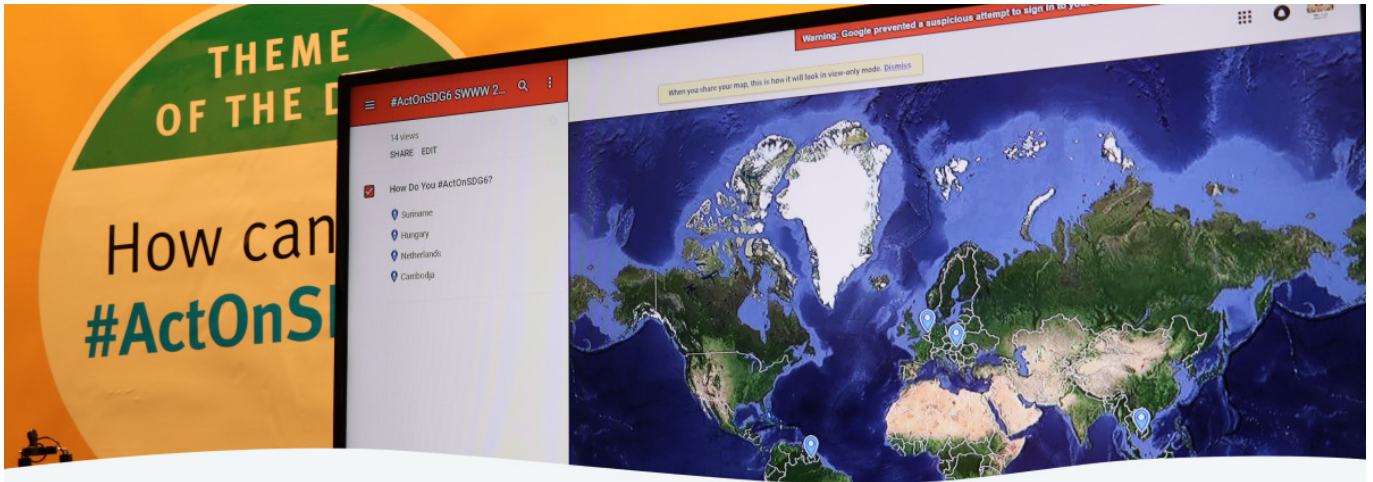 THEME
OF THE D
How can
#ActOnS
#ActOnSDG6 SWWW 2...
14 views
SHARE EDIT
How Do You #ActOnSDG6?
Suriname
Hungary
Netherlands
Cambodja
Warning: Google prevented a suspicious attempt to sign in to your
When you share your map, this is how it will look in view-only mode. Dismiss